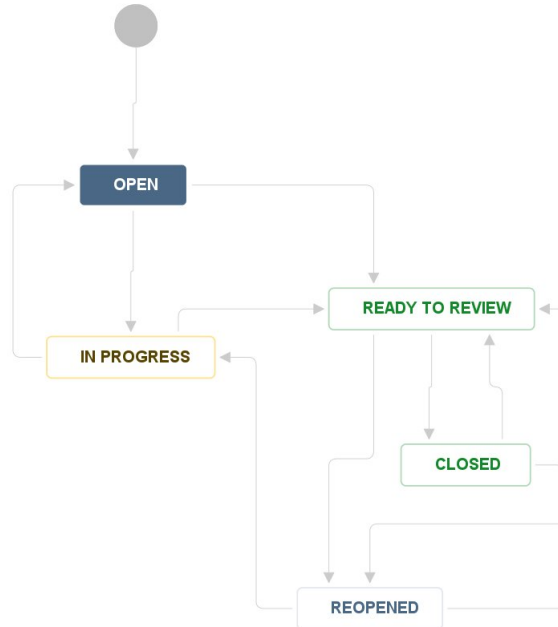 OPEN
READY TO REVIEW
IN PROGRESS
CLOSED
REOPENED